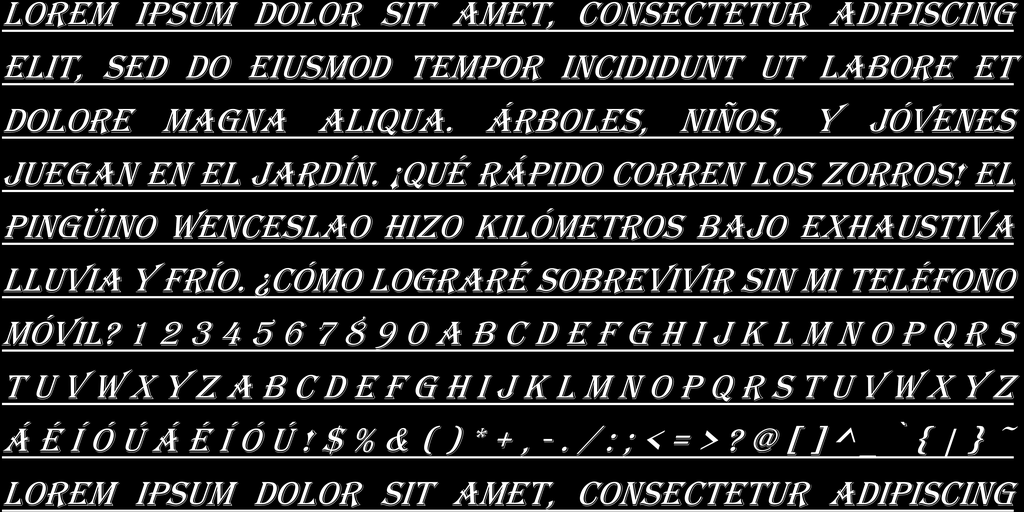 LOREM IPSUM DOLOR SIT AMET, CONSECTETUR ADIPISCING
ELIT, SED DO EIUSMOD TEMPOR INCIDIDUNT UT LABORE ET
DOLORE MAGNA ALIQUA. ÁRBOLES, NIÑOS, Y JÓVENES
JUEGAN EN EL JARDÍN. ¡QUÉ RÁPIDO CORREN LOS ZORROS! EL
PINGÜINO WENCESLAO HIZO KILÓMETROS BAJO EXHAUSTIVA
LLUVIA Y FRÍO. ¿CÓMO LOGRARÉ SOBREVIVIR SIN MI TELÉFONO
MÓVIL? 1 2 3 4 5 6 7 8 9 0 A B C D E F G H I J K L M N O P Q R S
T U V W X Y Z A B C D E F G H I J K L M N O P Q R S T U V W X Y Z
Á É Í Ó Ú Á É Í Ó Ú ! $ % & ( ) * + , - . / : ; < = > ? @ [ ] ^ _ ` { | } ~
LOREM IPSUM DOLOR SIT AMET, CONSECTETUR ADIPISCING